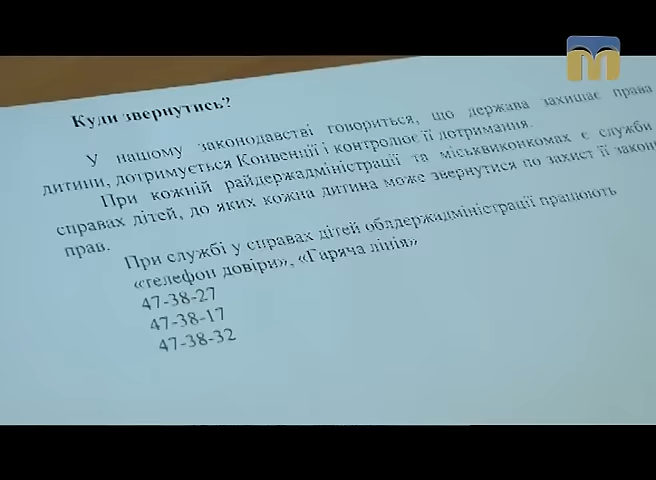 Куди звернутись?
У нашому законодавстві говориться, що держава захищає права
дитини, дотримується Конвенції і контролює її дотримання.
При кожній райдержадміністрації та міськвиконкомах є служби
справах дітей, до яких кожна дитина може звернутися по захист її закон
прав.
При службі у справах дітей облдержадміністрації працюють
«телефон довіри», «Гаряча лінія»
47-38-27
47-38-17
47-38-32